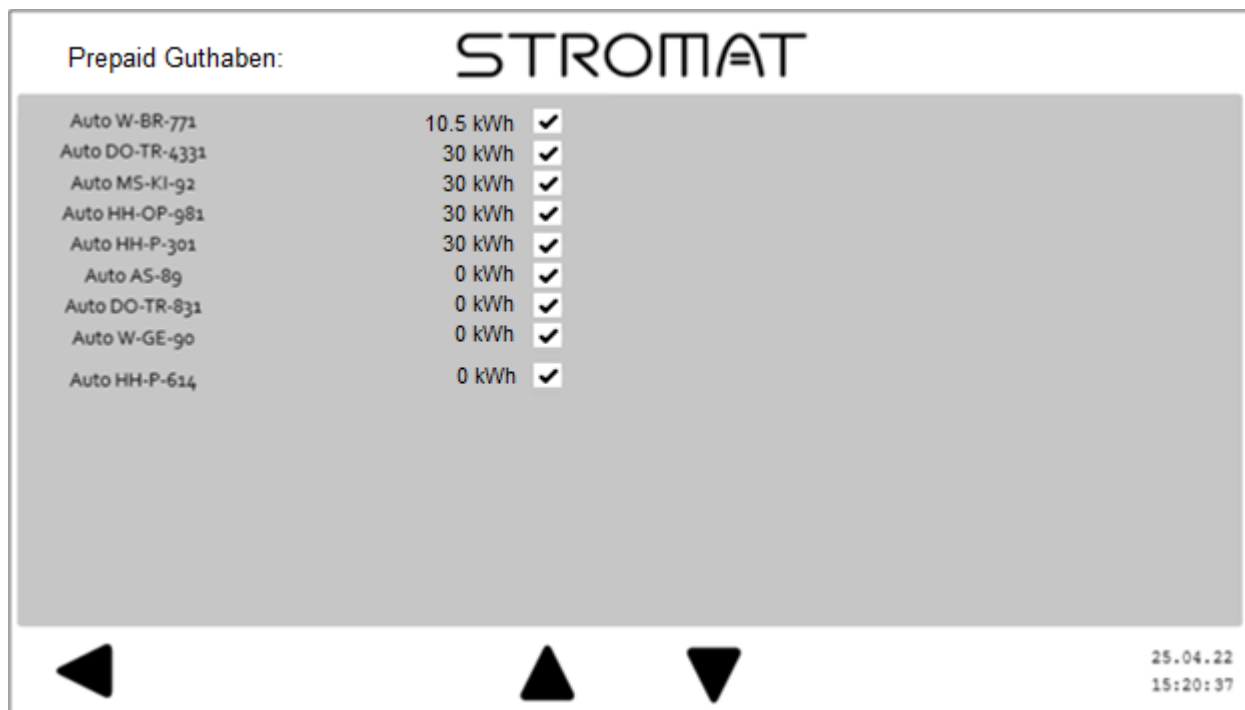 Prepaid Guthaben: STROMAT
Auto W-BR-771 10.5 kWh
Auto DO-TR-4331 30 kWh
Auto MS-KI-92 30 kWh
Auto HH-OP-981 30 kWh
Auto HH-P-301 30 kWh
Auto AS-89 0 kWh
Auto DO-TR-831 0 kWh
Auto W-GE-90 0 kWh
Auto HH-P-614 0 kWh
25.04.22
15:20:37